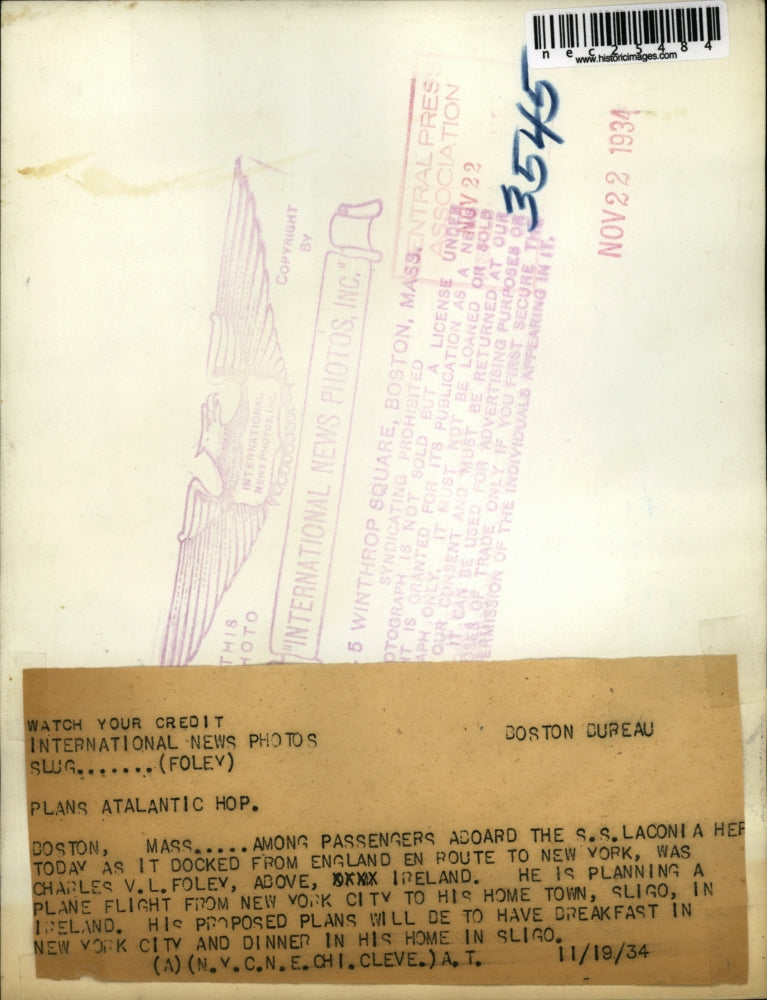 nec25484
www.historicimages.com
3545
NOV 22 1934
CENTRAL PRESS
ASSOCIATION
NOV 22
COPYRIGHT
BY
"INTERNATIONAL NEWS PHOTOS, INC."
INTERNATIONAL
NEWS PHOTOS, INC.
THIS
HOTO
5 WINTHROP SQUARE, BOSTON, MASS.
SYNDICATING PROHIBITED
OTOGRAPH IS NOT SOLD BUT A LICENSE UNDER
HT IS GRANTED FOR ITS PUBLICATION AS A
APH ONLY. IT MUST NOT BE LOANED OR SOLD
OUR CONSENT AND MUST BE RETURNED AT OUR
IT CAN BE USED FOR ADVERTISING PURPOSES OR
OSES OF TRADE ONLY IF YOU FIRST SECURE
ERMISSION OF THE INDIVIDUALS APPEARING IN IT.
WATCH YOUR CREDIT
INTERNATIONAL NEWS PHOTOS BOSTON BUREAU
SLUG.......(FOLEY)
PLANS ATALANTIC HOP.
BOSTON, MASS.....AMONG PASSENGERS ABOARD THE S.S.LACONIA HER
TODAY AS IT DOCKED FROM ENGLAND EN ROUTE TO NEW YORK, WAS
CHARLES V.L.FOLEY, ABOVE, XXXX IRELAND. HE IS PLANNING A
PLANE FLIGHT FROM NEW YORK CITY TO HIS HOME TOWN, SLIGO, IN
IRELAND. HIS PROPOSED PLANS WILL BE TO HAVE BREAKFAST IN
NEW YORK CITY AND DINNER IN HIS HOME IN SLIGO.
(A)(N.Y.C.N.E.CHI.CLEVE.)A.T. 11/19/34